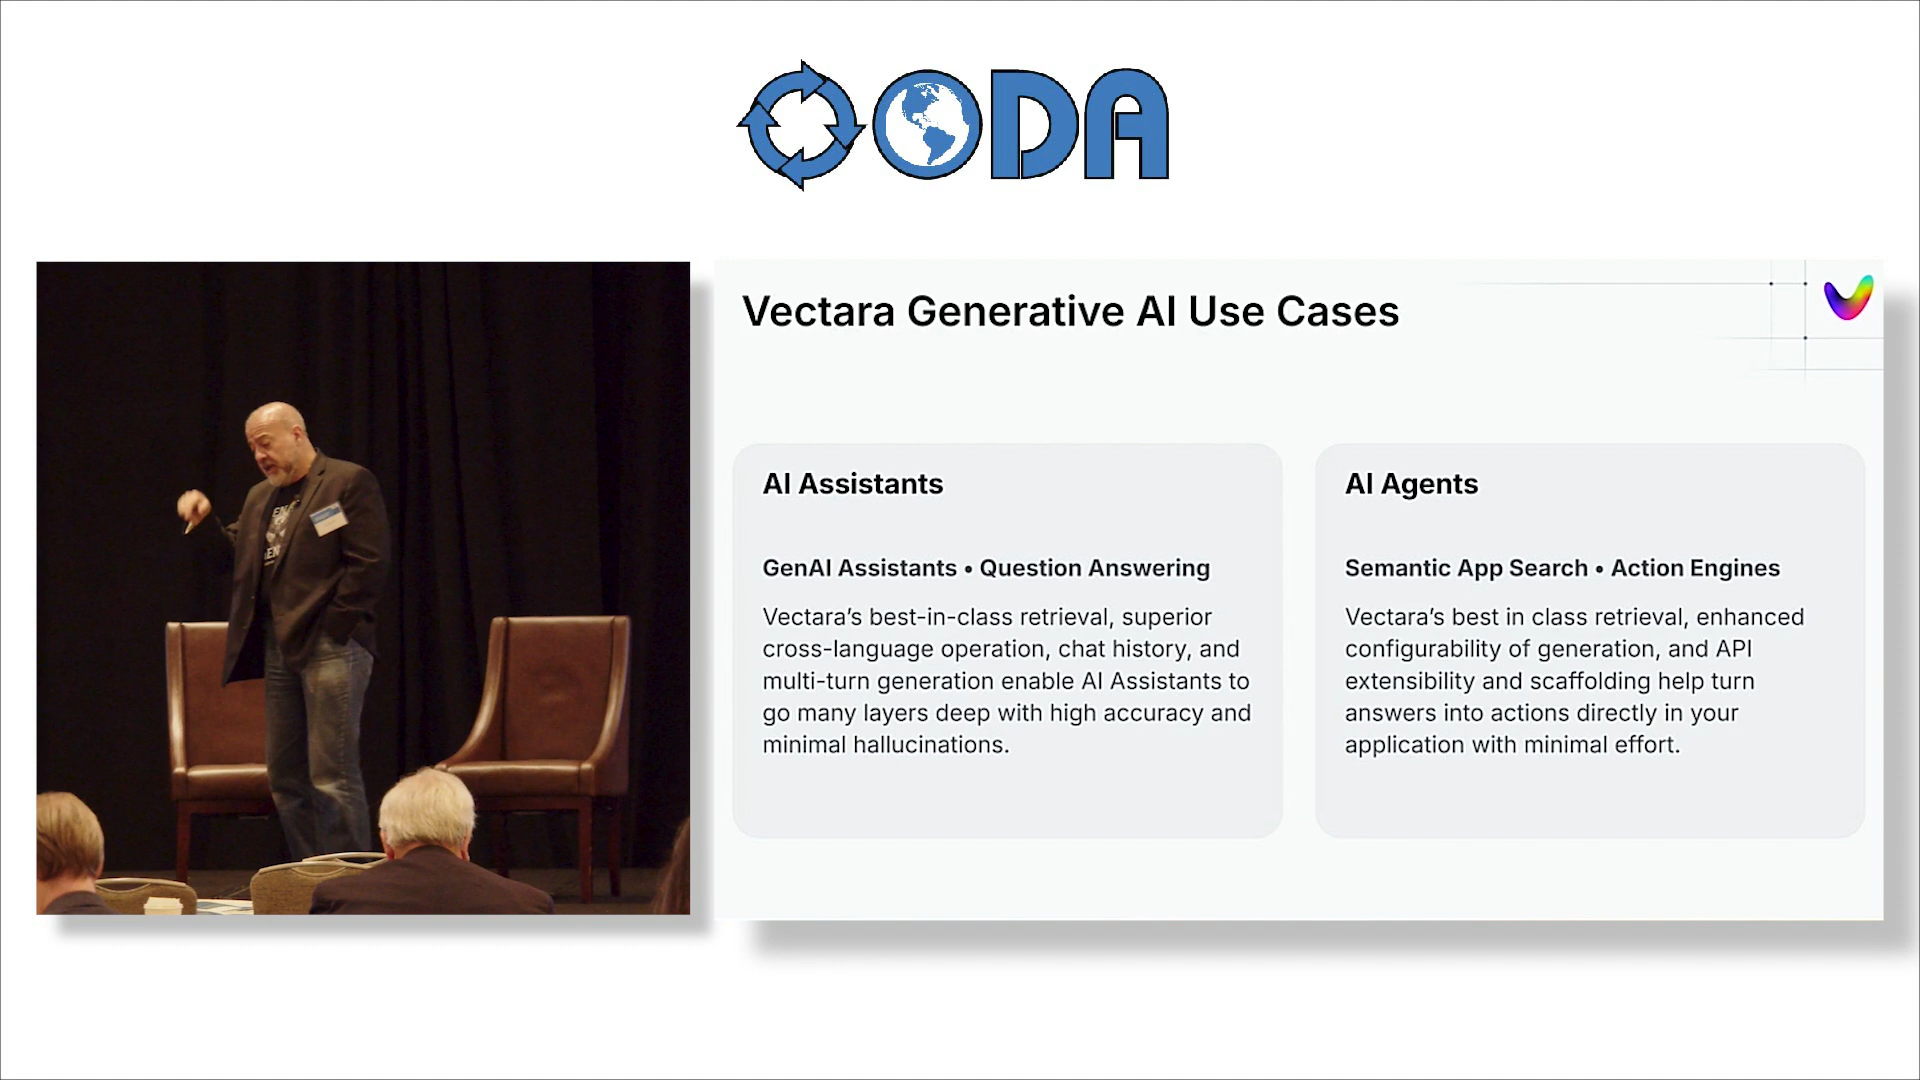 OODA
Vectara Generative AI Use Cases
AI Assistants
GenAI Assistants • Question Answering
Vectara’s best-in-class retrieval, superior
cross-language operation, chat history, and
multi-turn generation enable AI Assistants to
go many layers deep with high accuracy and
minimal hallucinations.
AI Agents
Semantic App Search • Action Engines
Vectara’s best in class retrieval, enhanced
configurability of generation, and API
extensibility and scaffolding help turn
answers into actions directly in your
application with minimal effort.